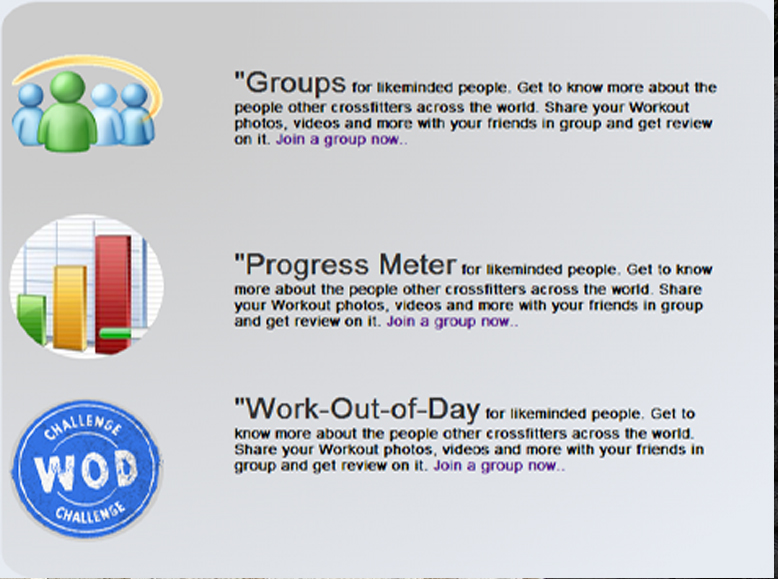 "Groups for likeminded people. Get to know more about the
people other crossfitters across the world. Share your Workout
photos, videos and more with your friends in group and get review
on it. Join a group now..
"Progress Meter for likeminded people. Get to know
more about the people other crossfitters across the world. Share
your Workout photos, videos and more with your friends in group
and get review on it. Join a group now..
CHALLENGE
WOD
CHALLENGE
"Work-Out-of-Day for likeminded people. Get to
know more about the people other crossfitters across the world.
Share your Workout photos, videos and more with your friends in
group and get review on it. Join a group now..